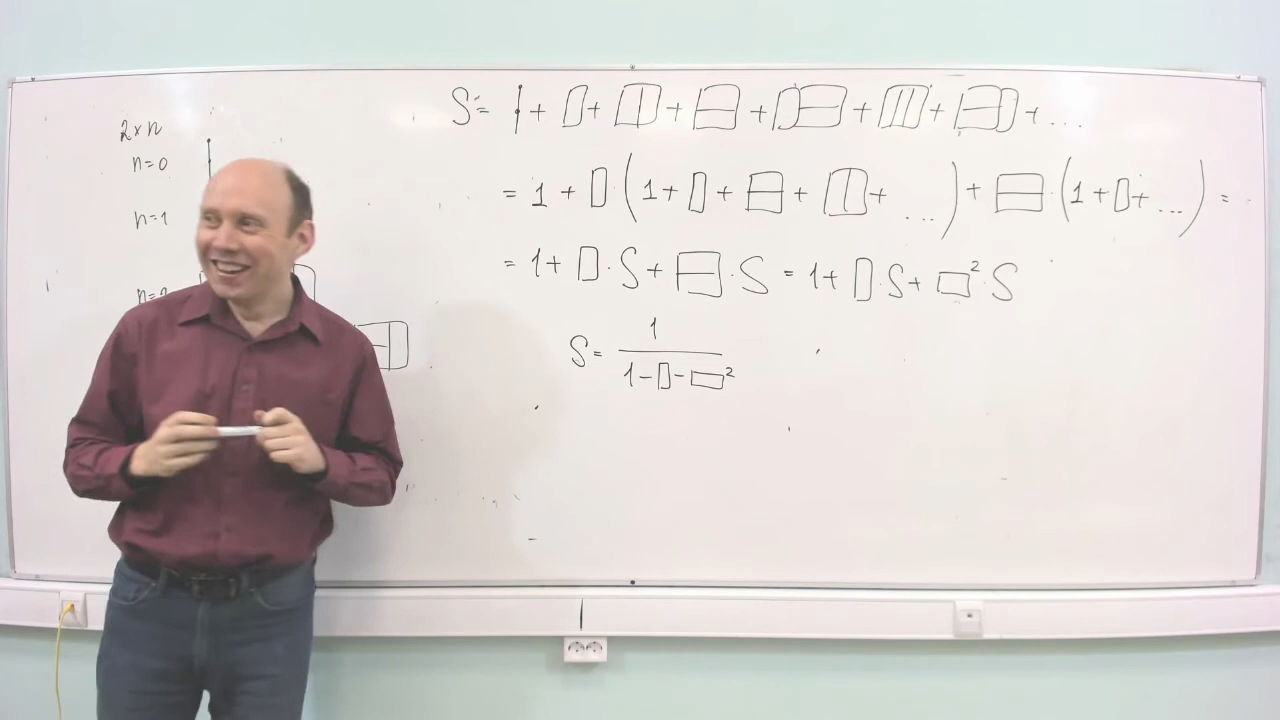 2×n
n=0
n=1
n=2
S = | + ▯ + ▯▯ + ⊟ + ▯⊟ + ▯▯▯ + ⊟▯ + ...
= 1 + ▯ · (1 + ▯ + ⊟ + ▯▯ + ...) + ⊟ · (1 + ▯ + ...) =
= 1 + ▯ · S + ⊟ · S = 1 + ▯ · S + ▭² · S
S = 1 / (1 - ▯ - ▭²)